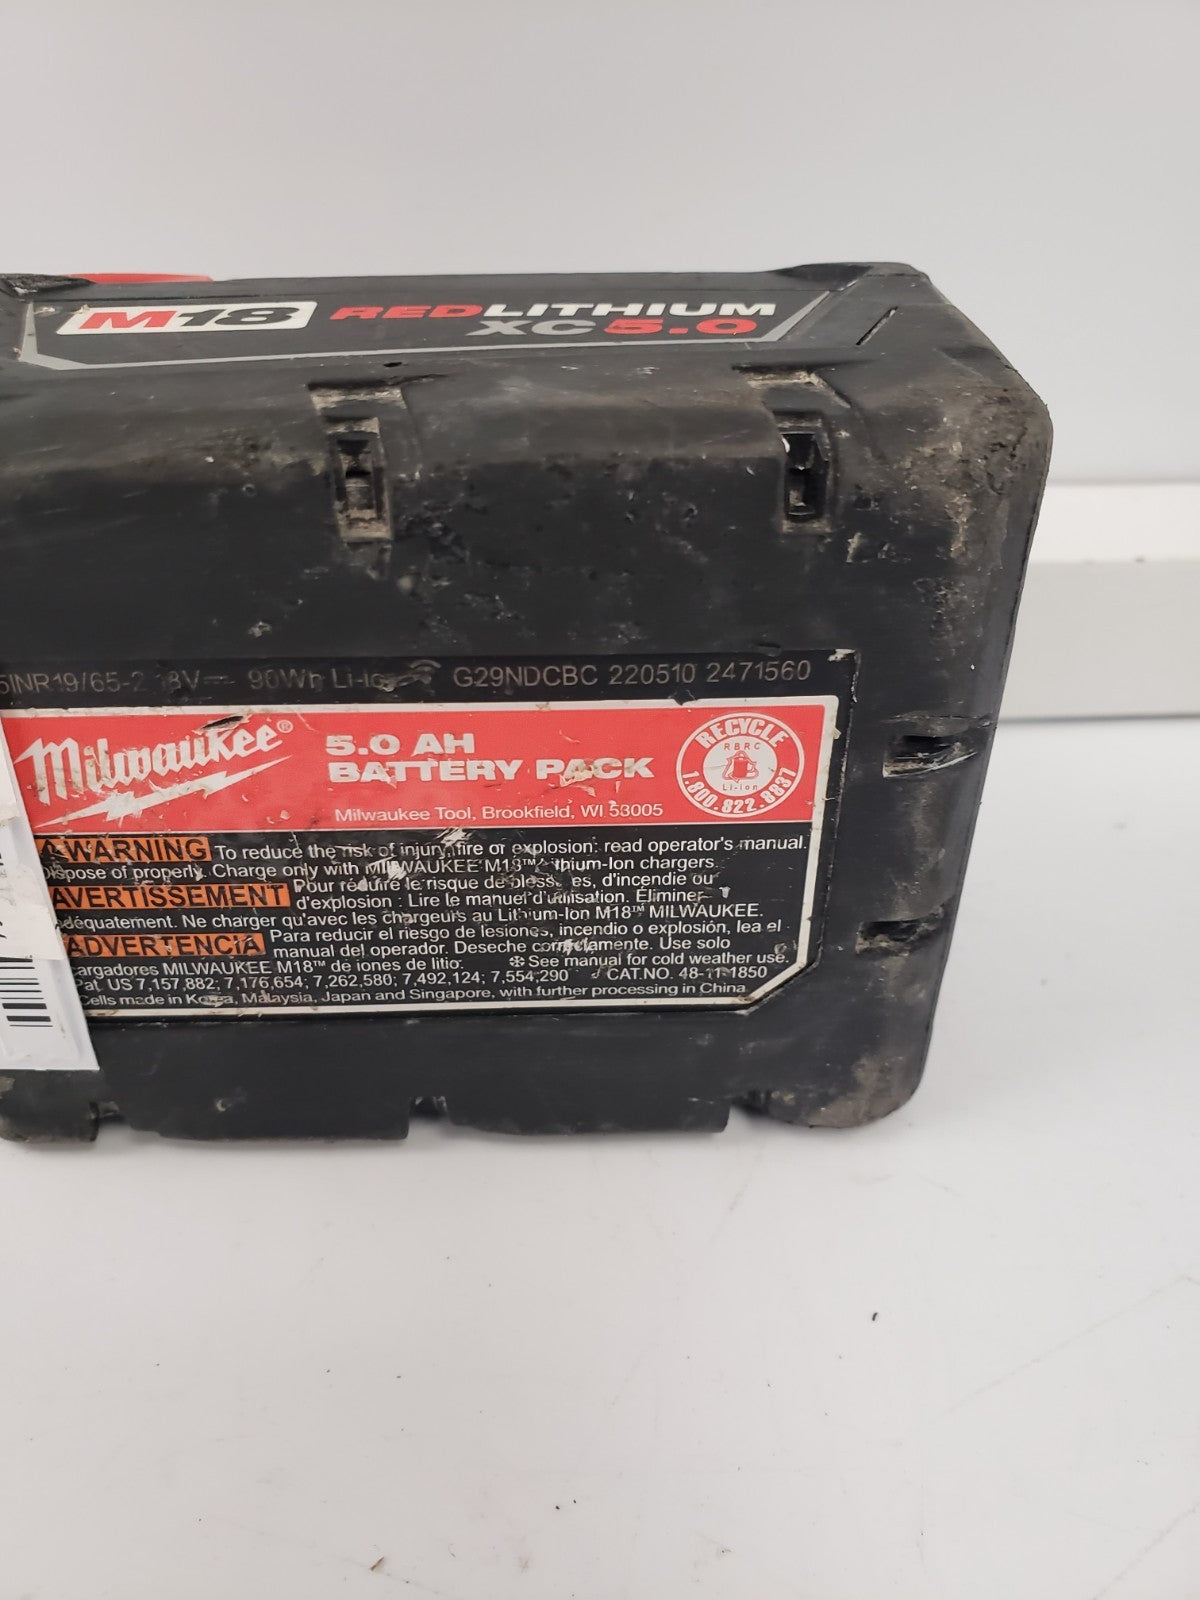 M18 REDLITHIUM
XC5.0
5INR19/65-2 18V 90Wh Li-Ion G29NDCBC 220510 2471560
Milwaukee®
5.0 AH
BATTERY PACK
Milwaukee Tool, Brookfield, WI 53005
RECYCLE
RBRC
Li-ion
1.800.822.8837
WARNING To reduce the risk of injury, fire or explosion: read operator's manual.
Dispose of properly. Charge only with MILWAUKEE M18™ Lithium-Ion chargers.
AVERTISSEMENT Pour réduire le risque de blessures, d'incendie ou
d'explosion : Lire le manuel d'utilisation. Éliminer
adéquatement. Ne charger qu'avec les chargeurs au Lithium-Ion M18™ MILWAUKEE.
ADVERTENCIA Para reducir el riesgo de lesiones, incendio o explosión, lea el
manual del operador. Deseche correctamente. Use solo
cargadores MILWAUKEE M18™ de iones de litio. ❄ See manual for cold weather use.
Pat. US 7,157,882; 7,176,654; 7,262,580; 7,492,124; 7,554,290 CAT.NO. 48-11-1850
Cells made in Korea, Malaysia, Japan and Singapore, with further processing in China